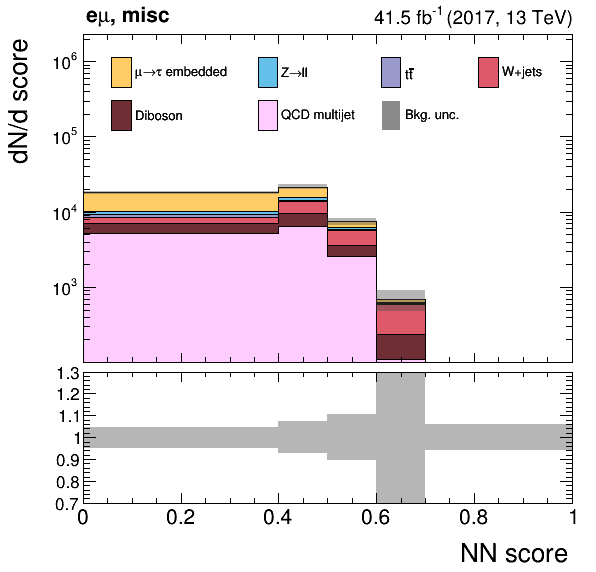 eμ, misc
41.5 fb⁻¹ (2017, 13 TeV)
dN/d score
10⁶
10⁵
10⁴
10³
μ→τ embedded
Z→ll
tt̄
W+jets
Diboson
QCD multijet
Bkg. unc.
1.3
1.2
1.1
1
0.9
0.8
0.7
0 0.2 0.4 0.6 0.8 1
NN score